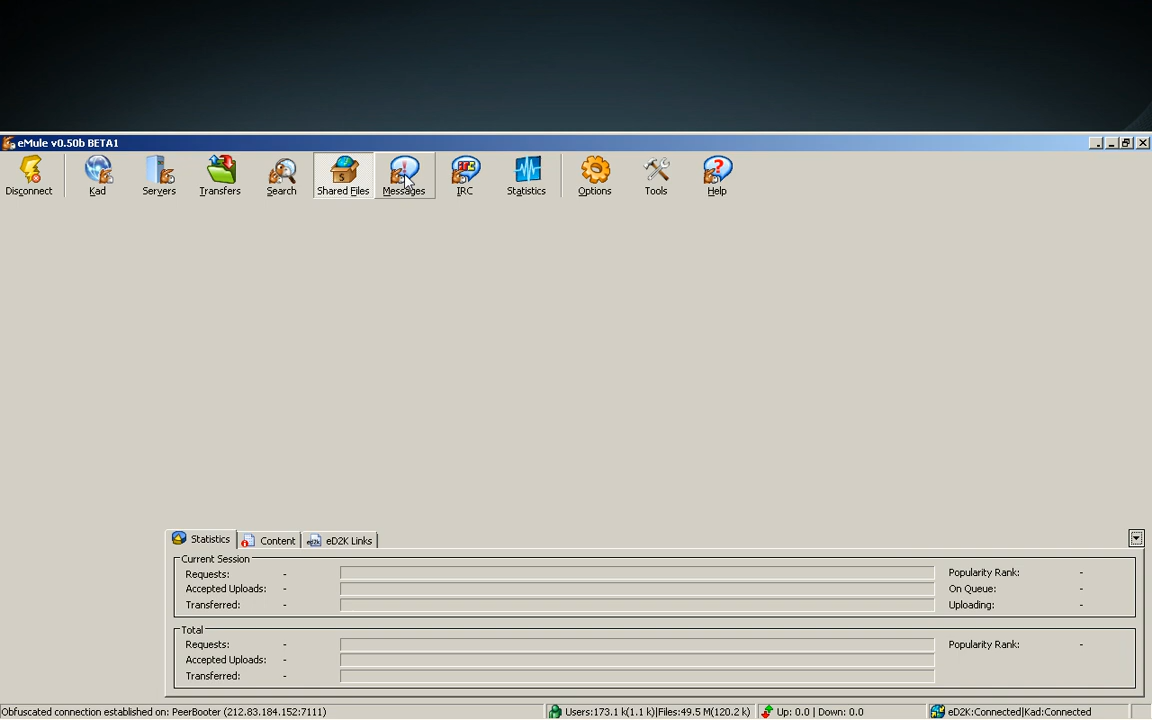 eMule v0.50b BETA1
Disconnect Kad Servers Transfers Search Shared Files Messages IRC Statistics Options Tools Help
Statistics Content eD2K Links
Current Session
Requests: - Popularity Rank: -
Accepted Uploads: - On Queue: -
Transferred: - Uploading: -
Total
Requests: - Popularity Rank: -
Accepted Uploads: -
Transferred: -
Obfuscated connection established on: PeerBooter (212.83.184.152:7111) Users:173.1 k(1.1 k)|Files:49.5 M(120.2 k) Up: 0.0 | Down: 0.0 eD2K:Connected|Kad:Connected